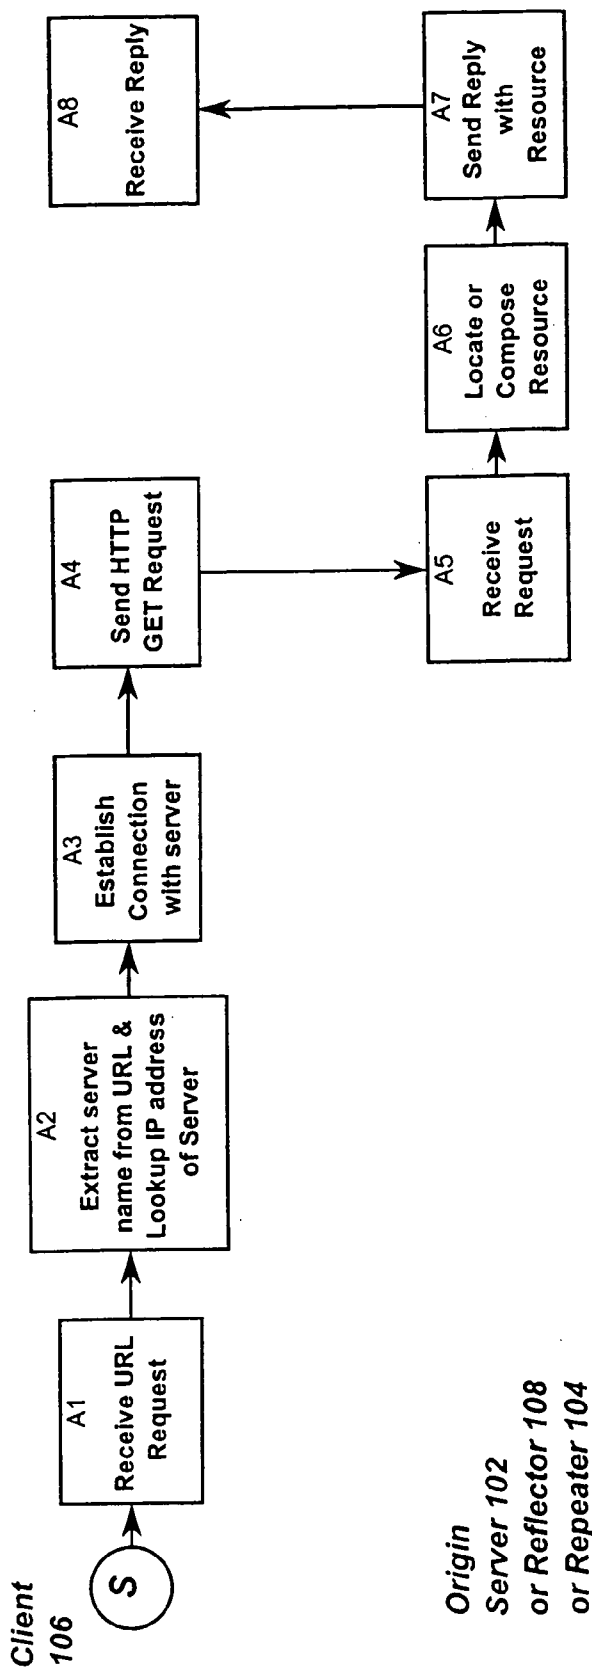 Client
106
S
A1
Receive URL
Request
A2
Extract server
name from URL &
Lookup IP address
of Server
A3
Establish
Connection
with server
A4
Send HTTP
GET Request
A8
Receive Reply
Origin
Server 102
or Reflector 108
or Repeater 104
A5
Receive
Request
A6
Locate or
Compose
Resource
A7
Send Reply
with
Resource